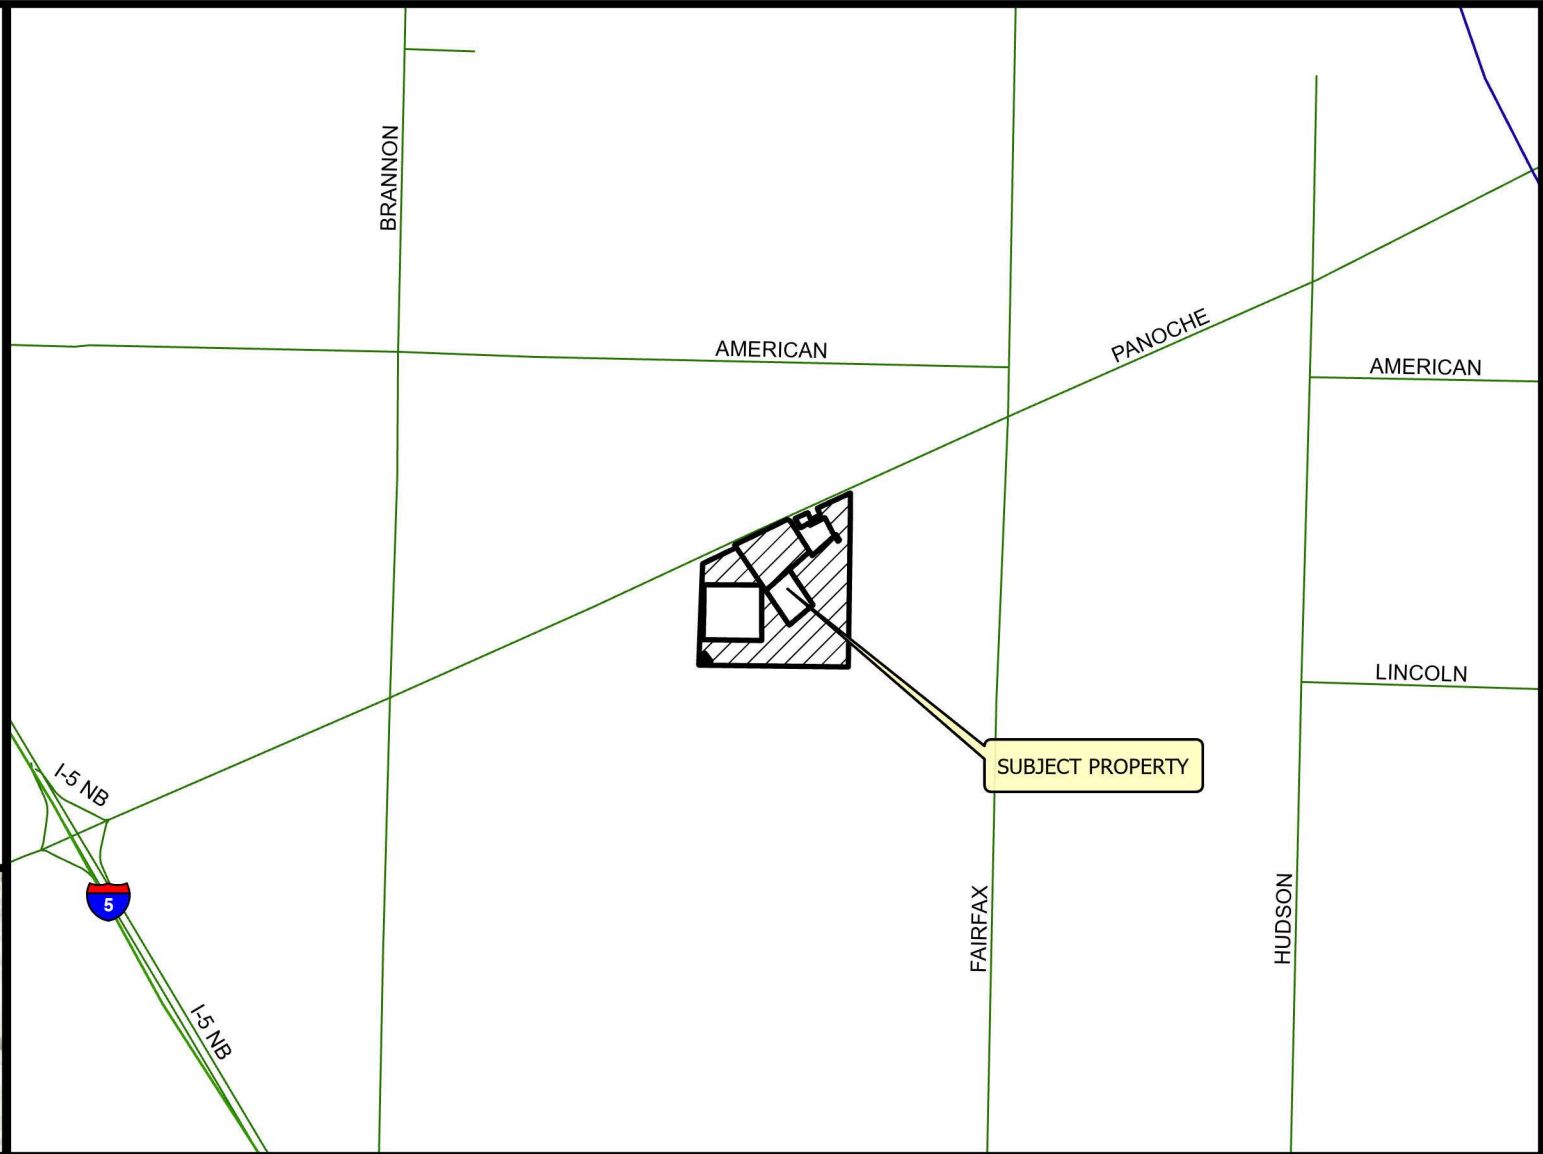 BRANNON
PANOCHE
AMERICAN
AMERICAN
LINCOLN
SUBJECT PROPERTY
I-5 NB
5
FAIRFAX
HUDSON
I-5 NB